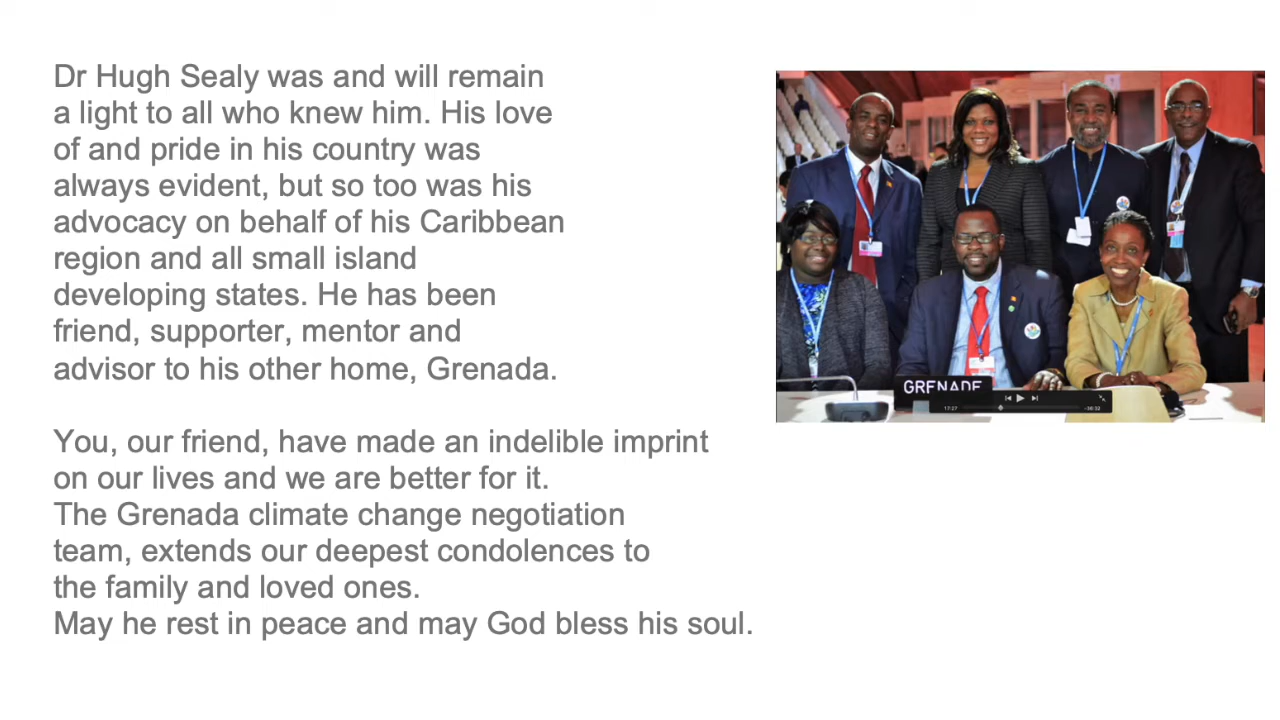 Dr Hugh Sealy was and will remain
a light to all who knew him. His love
of and pride in his country was
always evident, but so too was his
advocacy on behalf of his Caribbean
region and all small island
developing states. He has been
friend, supporter, mentor and
advisor to his other home, Grenada.
You, our friend, have made an indelible imprint
on our lives and we are better for it.
The Grenada climate change negotiation
team, extends our deepest condolences to
the family and loved ones.
May he rest in peace and may God bless his soul.
GRENADE
17:27
-36:32